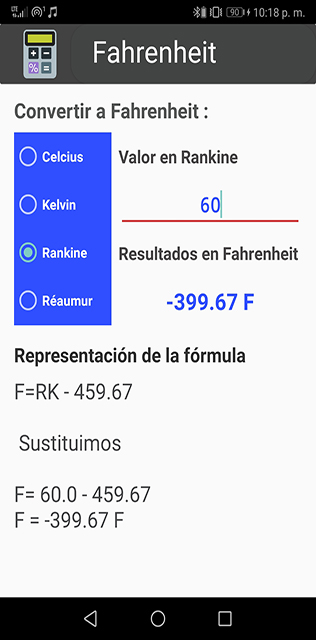 10:18 p. m.
90
Fahrenheit
Convertir a Fahrenheit :
Celcius
Kelvin
Rankine
Réaumur
Valor en Rankine
60
Resultados en Fahrenheit
-399.67 F
Representación de la fórmula
F=RK - 459.67
Sustituimos
F= 60.0 - 459.67
F = -399.67 F